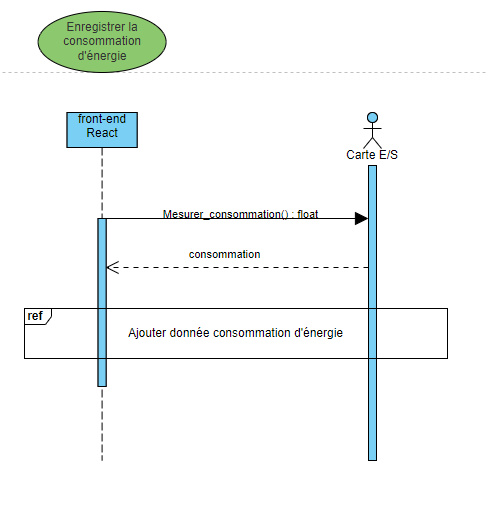 Enregistrer la
consommation
d'énergie
front-end
React
Carte E/S
Mesurer_consommation() : float
consommation
ref
Ajouter donnée consommation d'énergie